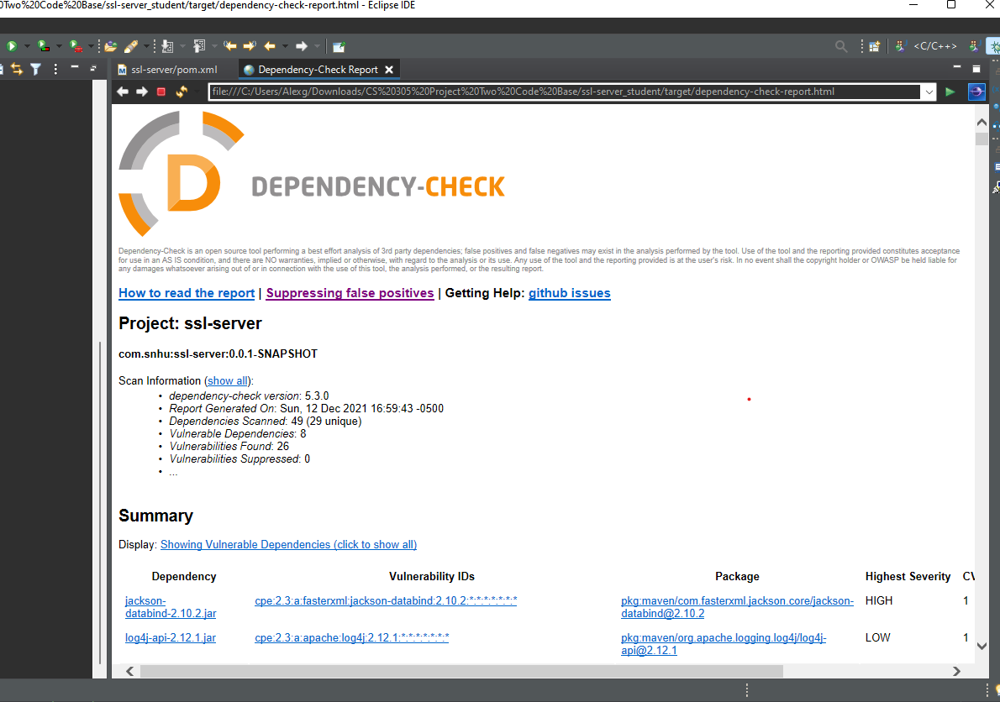 0Two%20Code%20Base/ssl-server_student/target/dependency-check-report.html - Eclipse IDE
<C/C++>
ssl-server/pom.xml
Dependency-Check Report
file:///C:/Users/Alexg/Downloads/CS%20305%20Project%20Two%20Code%20Base/ssl-server_student/target/dependency-check-report.html
DEPENDENCY-CHECK
Dependency-Check is an open source tool performing a best effort analysis of 3rd party dependencies; false positives and false negatives may exist in the analysis performed by the tool. Use of the tool and the reporting provided constitutes acceptance
for use in an AS IS condition, and there are NO warranties, implied or otherwise, with regard to the analysis or its use. Any use of the tool and the reporting provided is at the user's risk. In no event shall the copyright holder or OWASP be held liable for
any damages whatsoever arising out of or in connection with the use of this tool, the analysis performed, or the resulting report.
How to read the report | Suppressing false positives | Getting Help: github issues
Project: ssl-server
com.snhu:ssl-server:0.0.1-SNAPSHOT
Scan Information (show all):
• dependency-check version: 5.3.0
• Report Generated On: Sun, 12 Dec 2021 16:59:43 -0500
• Dependencies Scanned: 49 (29 unique)
• Vulnerable Dependencies: 8
• Vulnerabilities Found: 26
• Vulnerabilities Suppressed: 0
• ...
Summary
Display: Showing Vulnerable Dependencies (click to show all)
Dependency Vulnerability IDs Package Highest Severity CV
jackson- cpe:2.3:a:fasterxml:jackson-databind:2.10.2:*:*:*:*:*:*:* pkg:maven/com.fasterxml.jackson.core/jackson- HIGH 1
databind-2.10.2.jar databind@2.10.2
log4j-api-2.12.1.jar cpe:2.3:a:apache:log4j:2.12.1:*:*:*:*:*:*:* pkg:maven/org.apache.logging.log4j/log4j- LOW 1
api@2.12.1